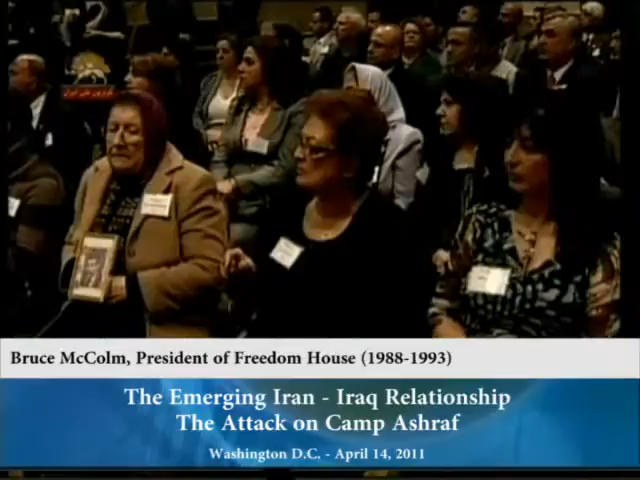 Bruce McColm, President of Freedom House (1988-1993)
The Emerging Iran - Iraq Relationship
The Attack on Camp Ashraf
Washington D.C. - April 14, 2011